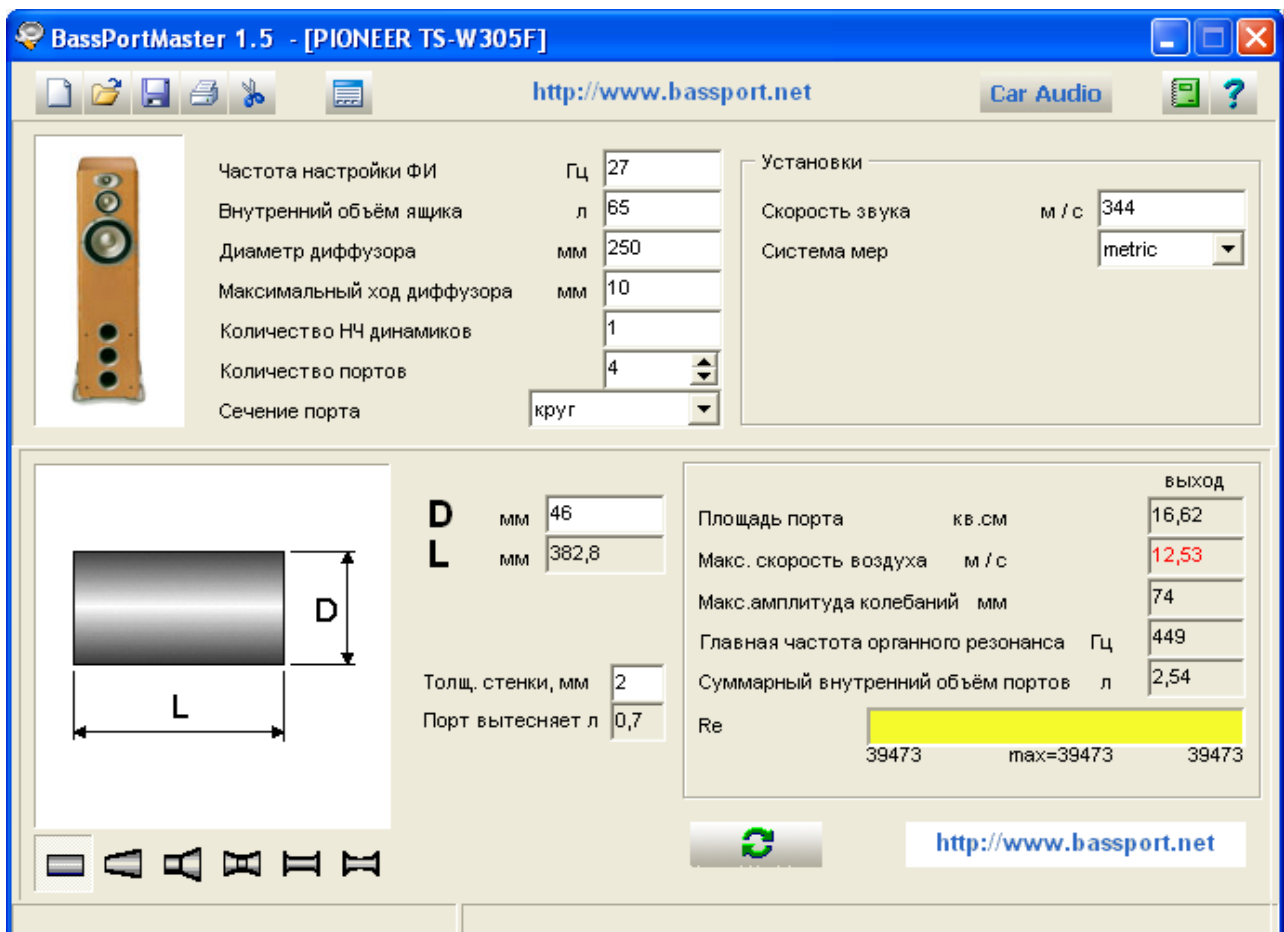 BassPortMaster 1.5 - [PIONEER TS-W305F]
http://www.bassport.net Car Audio ?
Частота настройки ФИ Гц 27
Внутренний объём ящика л 65
Диаметр диффузора мм 250
Максимальный ход диффузора мм 10
Количество НЧ динамиков 1
Количество портов 4
Сечение порта круг
Установки
Скорость звука м / с 344
Система мер metric
D мм 46
L мм 382,8
D
L
Толщ. стенки, мм 2
Порт вытесняет л 0,7
выход
Площадь порта кв.см 16,62
Макс. скорость воздуха м / с 12,53
Макс.амплитуда колебаний мм 74
Главная частота органного резонанса Гц 449
Суммарный внутренний объём портов л 2,54
Re
39473 max=39473 39473
http://www.bassport.net